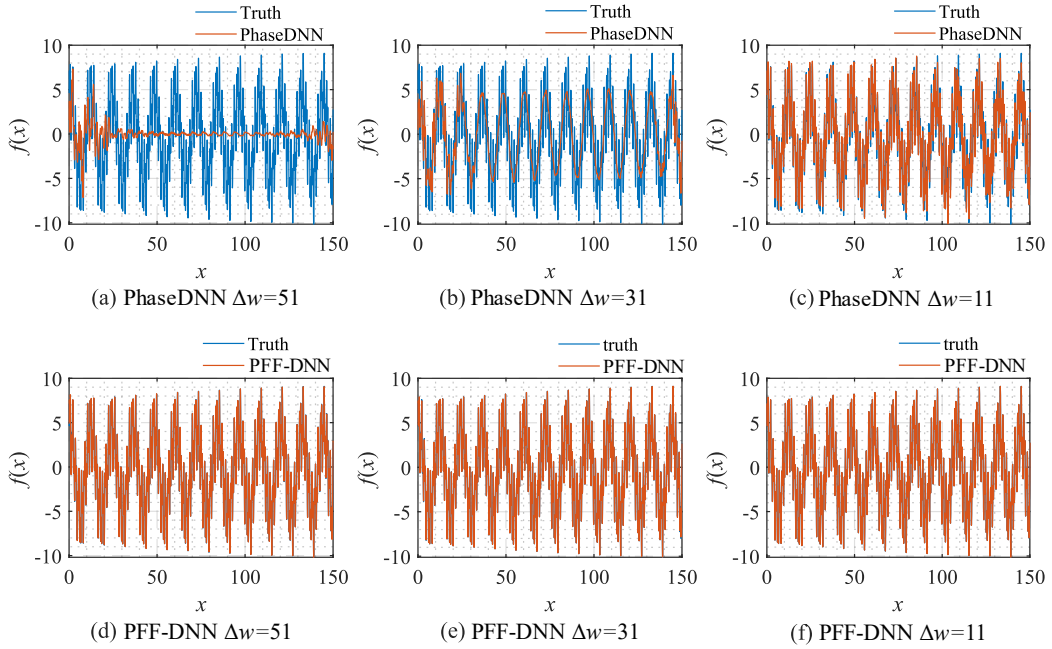 Truth
PhaseDNN
Truth
PhaseDNN
Truth
PhaseDNN
10
5
0
-5
-10
f(x)
0 50 100 150
x
10
5
0
-5
-10
f(x)
0 50 100 150
x
10
5
0
-5
-10
f(x)
0 50 100 150
x
(a) PhaseDNN Δw=51
(b) PhaseDNN Δw=31
(c) PhaseDNN Δw=11
Truth
PFF-DNN
truth
PFF-DNN
truth
PFF-DNN
10
5
0
-5
-10
f(x)
0 50 100 150
x
10
5
0
-5
-10
f(x)
0 50 100 150
x
10
5
0
-5
-10
f(x)
0 50 100 150
x
(d) PFF-DNN Δw=51
(e) PFF-DNN Δw=31
(f) PFF-DNN Δw=11